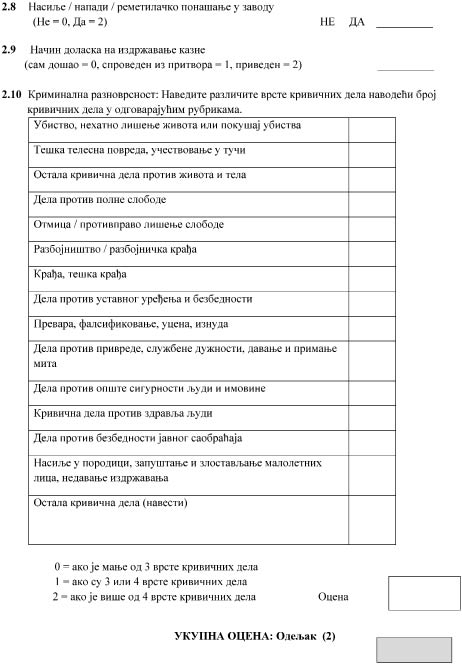 2.8 Насиље / напади / реметилачко понашање у заводу
(Не = 0, Да = 2) НЕ ДА
2.9 Начин доласка на издржавање казне
(сам дошао = 0, спроведен из притвора = 1, приведен = 2)
2.10 Криминална разноврсност: Наведите различите врсте кривичних дела наводећи број
кривичних дела у одговарајућим рубрикама.
Убиство, нехатно лишење живота или покушај убиства
Тешка телесна повреда, учествовање у тучи
Остала кривична дела против живота и тела
Дела против полне слободе
Отмица / противправо лишење слободе
Разбојништво / разбојничка крађа
Крађа, тешка крађа
Дела против уставног уређења и безбедности
Превара, фалсификовање, уцена, изнуда
Дела против привреде, службене дужности, давање и примање
мита
Дела против опште сигурности људи и имовине
Кривична дела против здравља људи
Дела против безбедности јавног саобраћаја
Насиље у породици, запуштање и злостављање малолетних
лица, недавање издржавања
Остала кривична дела (навести)
0 = ако је мање од 3 врсте кривичних дела
1 = ако су 3 или 4 врсте кривичних дела
2 = ако је више од 4 врсте кривичних дела Оцена
УКУПНА ОЦЕНА: Одељак (2)